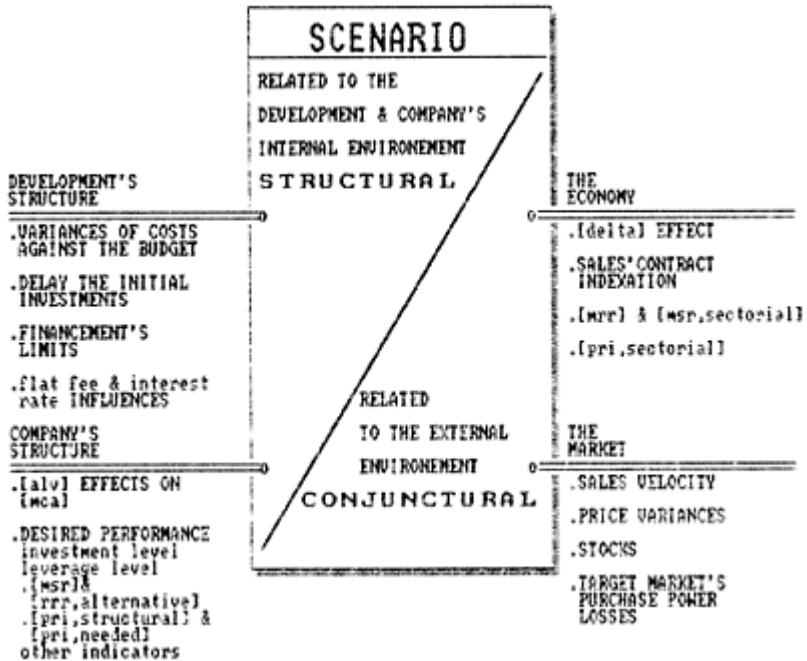 SCENARIO
RELATED TO THE
DEVELOPMENT & COMPANY'S
INTERNAL ENVIRONEMENT
STRUCTURAL
DEVELOPMENT'S
STRUCTURE
.VARIANCES OF COSTS
AGAINST THE BUDGET
.DELAY THE INITIAL
INVESTMENTS
.FINANCEMENT'S
LIMITS
.flat fee & interest
rate INFLUENCES
COMPANY'S
STRUCTURE
.[alv] EFFECTS ON
[mca]
.DESIRED PERFORMANCE
investment level
leverage level
.[msr]&
[rrr,alternative]
.[pri,structural] &
[pri,needed]
other indicators
THE
ECONOMY
.[delta] EFFECT
.SALES'CONTRACT
INDEXATION
.[mrr] & [msr,sectorial]
.[pri,sectorial]
RELATED
TO THE EXTERNAL
ENVIRONEMENT
CONJUNCTURAL
THE
MARKET
.SALES VELOCITY
.PRICE VARIANCES
.STOCKS
.TARGET MARKET'S
PURCHASE POWER
LOSSES